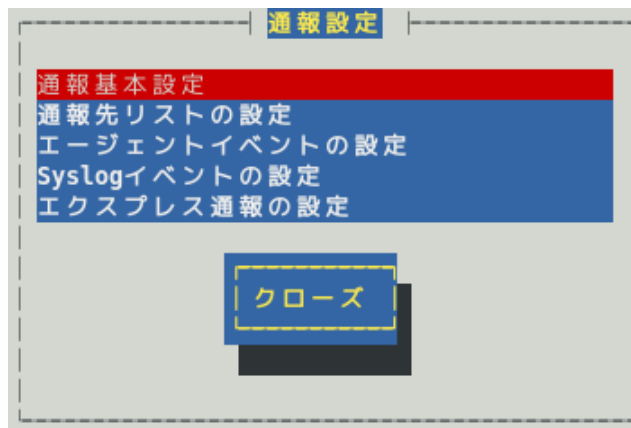 通報設定
通報基本設定
通報先リストの設定
エージェントイベントの設定
Syslogイベントの設定
エクスプレス通報の設定
クローズ